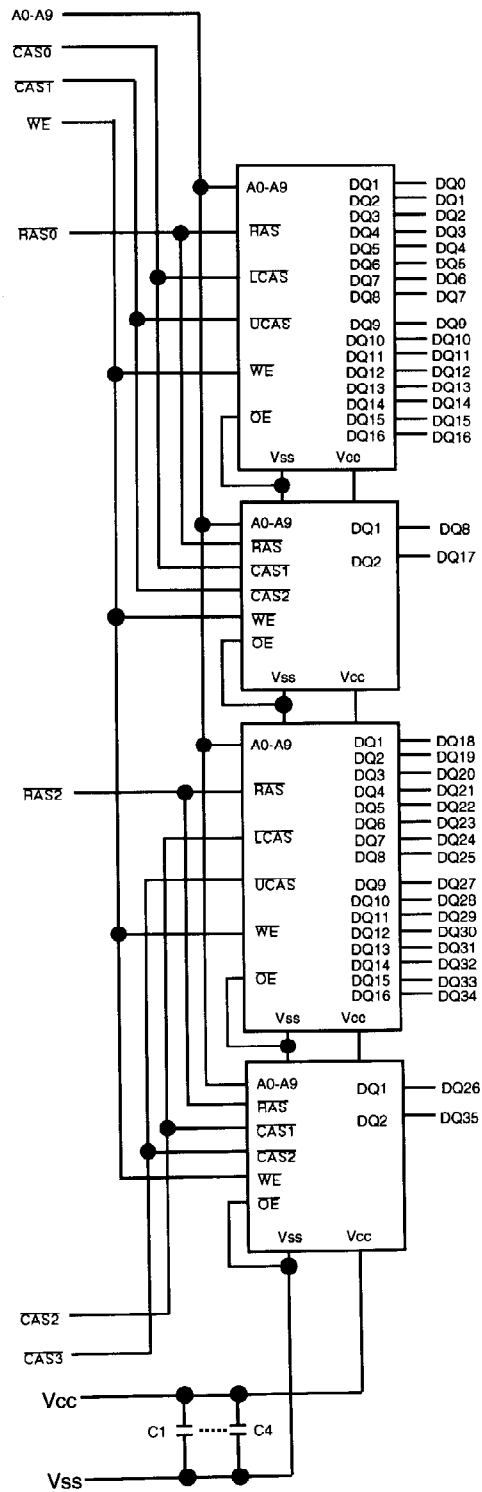 A0-A9
CAS0
CAS1
WE
RAS0
A0-A9
RAS
LCAS
UCAS
WE
OE
Vss
Vcc
DQ1 DQ0
DQ2 DQ1
DQ3 DQ2
DQ4 DQ3
DQ5 DQ4
DQ6 DQ5
DQ7 DQ6
DQ8 DQ7
DQ9 DQ9
DQ10 DQ10
DQ11 DQ11
DQ12 DQ12
DQ13 DQ13
DQ14 DQ14
DQ15 DQ15
DQ16 DQ16
A0-A9
RAS
CAS1
CAS2
WE
OE
Vss
Vcc
DQ1 DQ8
DQ2 DQ17
RAS2
A0-A9
RAS
LCAS
UCAS
WE
OE
Vss
Vcc
DQ1 DQ18
DQ2 DQ19
DQ3 DQ20
DQ4 DQ21
DQ5 DQ22
DQ6 DQ23
DQ7 DQ24
DQ8 DQ25
DQ9 DQ27
DQ10 DQ28
DQ11 DQ29
DQ12 DQ30
DQ13 DQ31
DQ14 DQ32
DQ15 DQ33
DQ16 DQ34
A0-A9
RAS
CAS1
CAS2
WE
OE
Vss
Vcc
DQ1 DQ26
DQ2 DQ35
CAS2
CAS3
Vcc
C1 C4
Vss